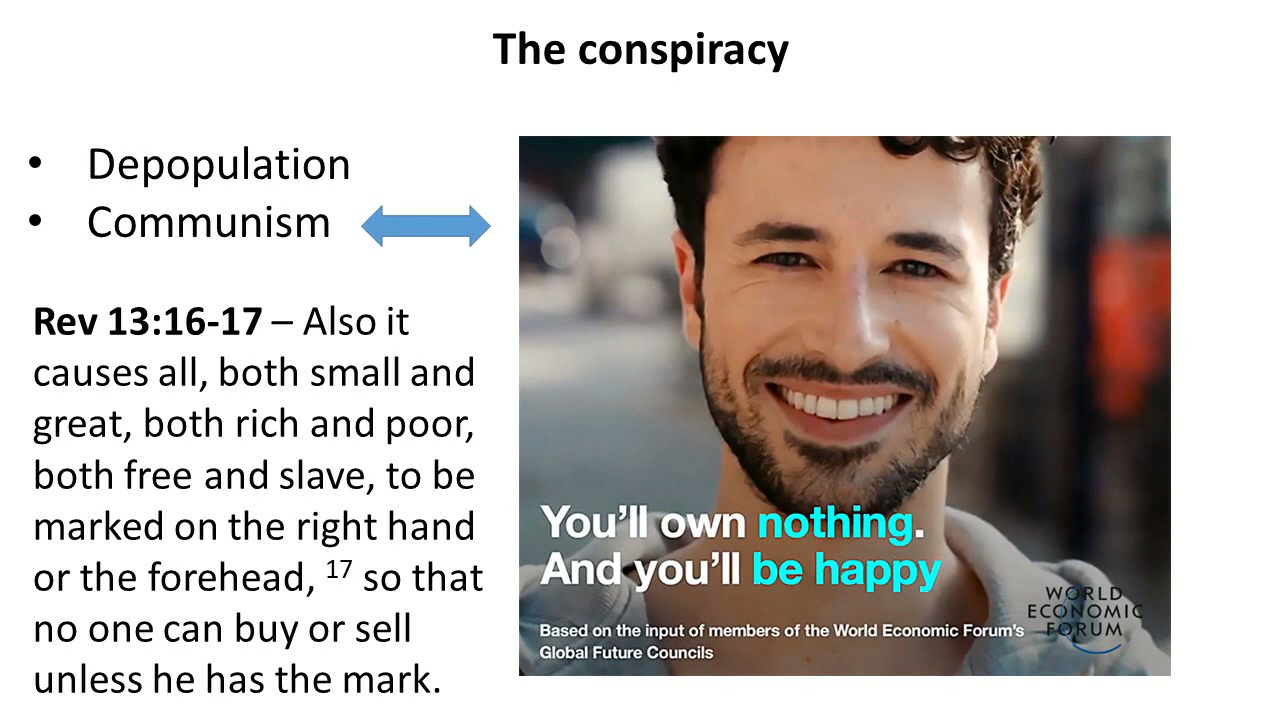 The conspiracy
• Depopulation
• Communism
Rev 13:16-17 – Also it
causes all, both small and
great, both rich and poor,
both free and slave, to be
marked on the right hand
or the forehead, 17 so that
no one can buy or sell
unless he has the mark.
You’ll own nothing.
And you’ll be happy
Based on the input of members of the World Economic Forum’s
Global Future Councils
WORLD
ECONOMIC
FORUM